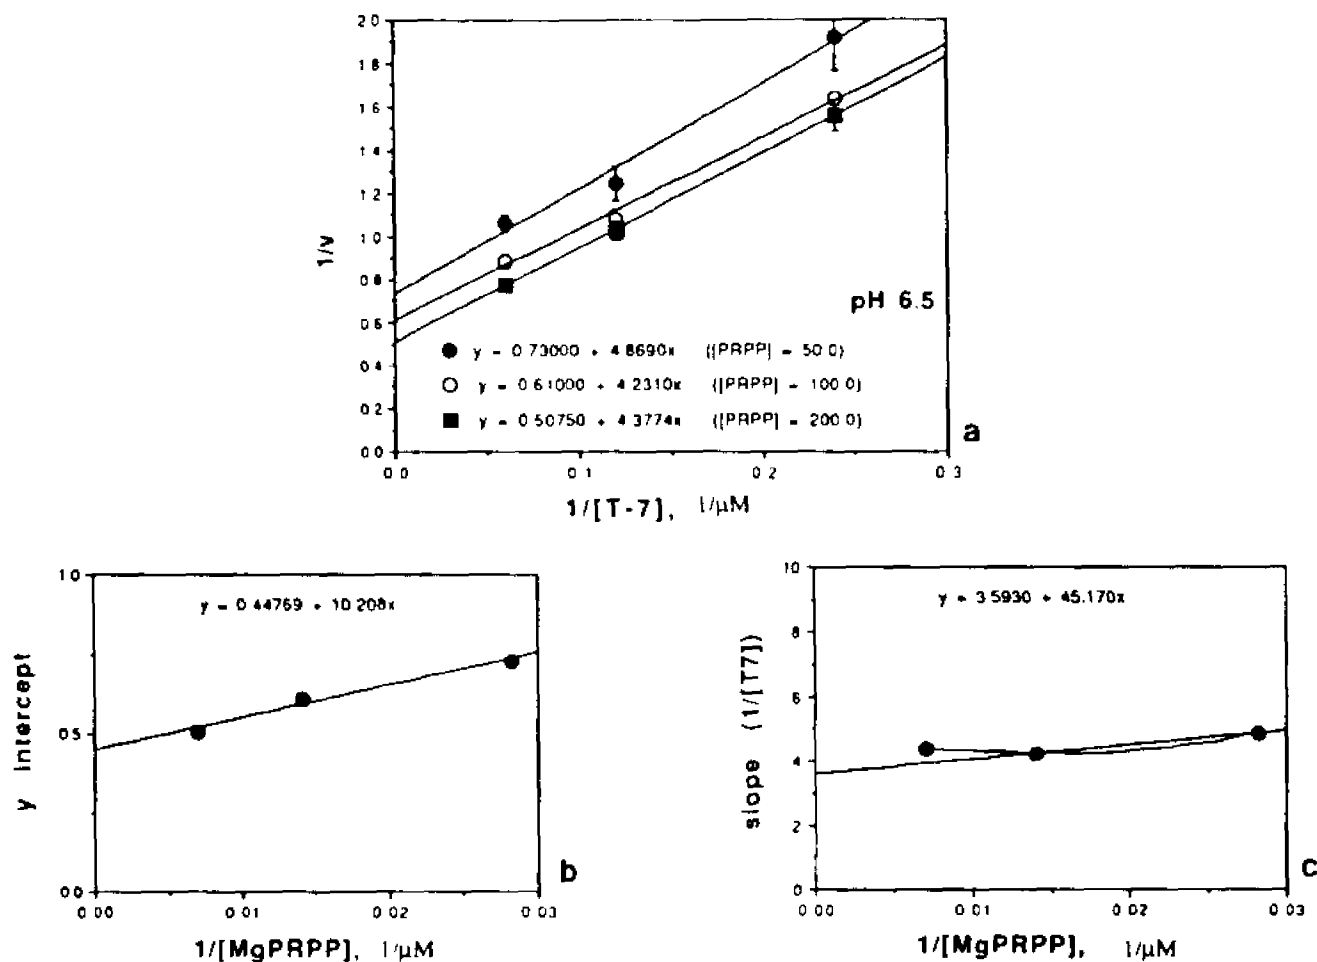 2.0
1.8
1.6
1.4
1.2
1.0
0.8
0.6
0.4
0.2
0.0
1/v
pH 6.5
y = 0.73000 + 4.8690x ([PRPP] = 50.0)
y = 0.61000 + 4.2310x ([PRPP] = 100.0)
y = 0.50750 + 4.3774x ([PRPP] = 200.0)
a
0.0 0.1 0.2 0.3
1/[T-7], 1/µM
1.0
0.5
0.0
y intercept
y = 0.44769 + 10.208x
b
0.00 0.01 0.02 0.03
1/[MgPRPP], 1/µM
10
8
6
4
2
0
slope (1/[T7])
y = 3.5930 + 45.170x
c
0.00 0.01 0.02 0.03
1/[MgPRPP], 1/µM